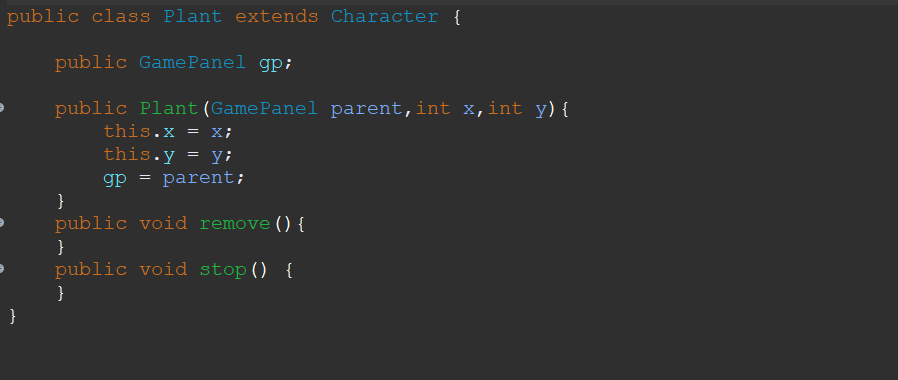 public class Plant extends Character {
public GamePanel gp;
public Plant(GamePanel parent,int x,int y){
this.x = x;
this.y = y;
gp = parent;
}
public void remove(){
}
public void stop() {
}
}